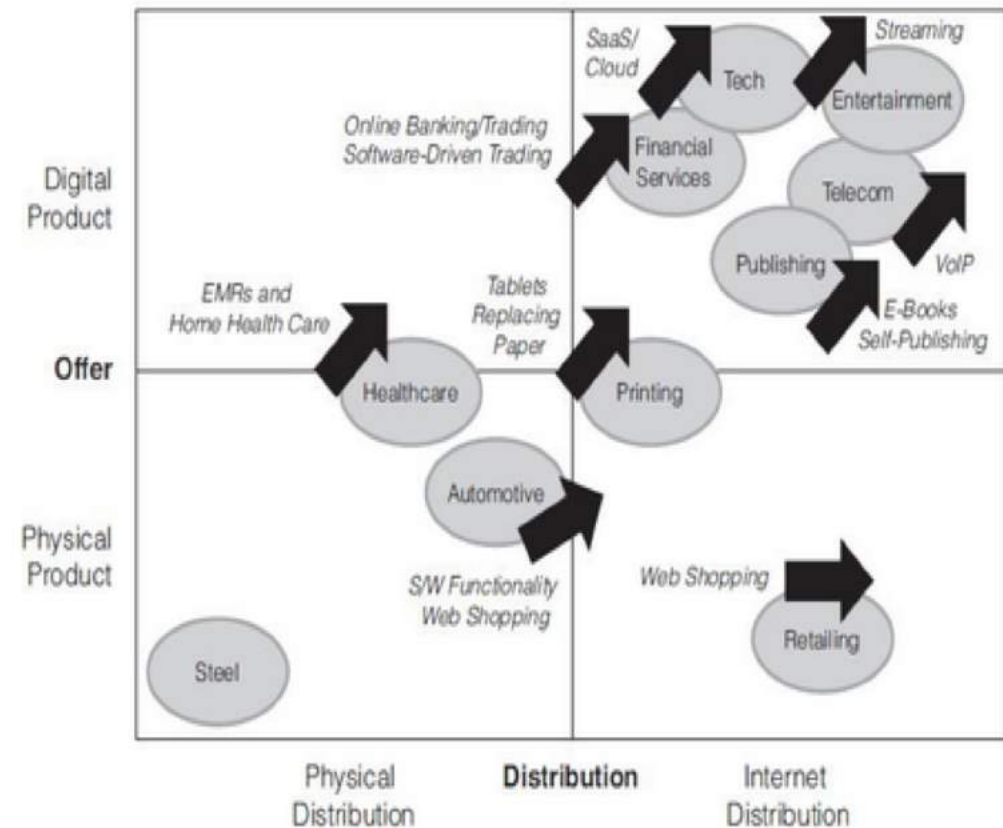 SaaS/
Cloud
Tech
Streaming
Entertainment
Online Banking/Trading
Software-Driven Trading
Financial
Services
Digital
Product
Telecom
Publishing
VoIP
EMRs and
Home Health Care
Tablets
Replacing
Paper
E-Books
Self-Publishing
Offer
Healthcare
Printing
Automotive
Physical
Product
S/W Functionality
Web Shopping
Web Shopping
Retailing
Steel
Physical
Distribution
Distribution
Internet
Distribution